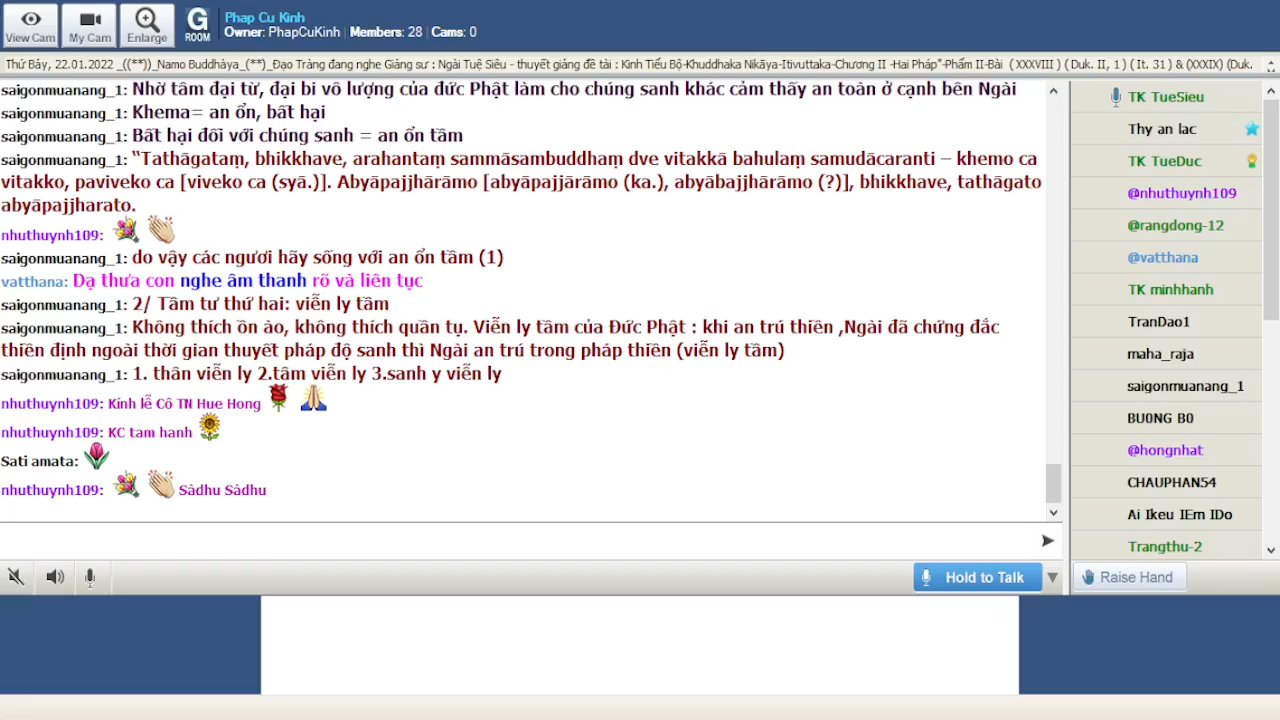 View Cam
My Cam
Enlarge
G
ROOM
Phap Cu Kinh
Owner: PhapCuKinh | Members: 28 | Cams: 0
Thứ Bảy, 22.01.2022 _((**))_Namo Buddhàya_(**)_Đạo Tràng đang nghe Giảng sư : Ngài Tuệ Siêu - thuyết giảng đề tài : Kinh Tiểu Bộ-Khuddhaka Nikāya-Itivuttaka-Chương II -Hai Pháp"-Phẩm II-Bài ( XXXVIII ) ( Duk. II, 1 ) ( It. 31 ) & (XXXIX) (Duk.
saigonmuanang_1: Nhờ tâm đại từ, đại bi vô lượng của đức Phật làm cho chúng sanh khác cảm thấy an toàn ở cạnh bên Ngài
saigonmuanang_1: Khema= an ổn, bất hại
saigonmuanang_1: Bất hại đối với chúng sanh = an ổn tầm
saigonmuanang_1: “Tathāgataṃ, bhikkhave, arahantaṃ sammāsambuddhaṃ dve vitakkā bahulaṃ samudācaranti – khemo ca
vitakko, paviveko ca [viveko ca (syā.)]. Abyāpajjhārāmo [abyāpajjārāmo (ka.), abyābajjhārāmo (?)], bhikkhave, tathāgato
abyāpajjharato.
nhuthuynh109:
saigonmuanang_1: do vậy các ngươi hãy sống với an ổn tầm (1)
vatthana: Dạ thưa con nghe âm thanh rõ và liên tục
saigonmuanang_1: 2/ Tầm tư thứ hai: viễn ly tầm
saigonmuanang_1: Không thích ồn ào, không thích quần tụ. Viễn ly tầm của Đức Phật : khi an trú thiền ,Ngài đã chứng đắc
thiền định ngoài thời gian thuyết pháp độ sanh thì Ngài an trú trong pháp thiền (viễn ly tầm)
saigonmuanang_1: 1. thân viễn ly 2.tâm viễn ly 3.sanh y viễn ly
nhuthuynh109: Kính lễ Cô TN Hue Hong
nhuthuynh109: KC tam hanh
Sati amata:
nhuthuynh109: Sàdhu Sàdhu
Hold to Talk
TK TueSieu
Thy an lac
TK TueDuc
@nhuthuynh109
@rangdong-12
@vatthana
TK minhhanh
TranDao1
maha_raja
saigonmuanang_1
BU0NG B0
@hongnhat
CHAUPHAN54
Ai Ikeu IEm IDo
Trangthu-2
Raise Hand